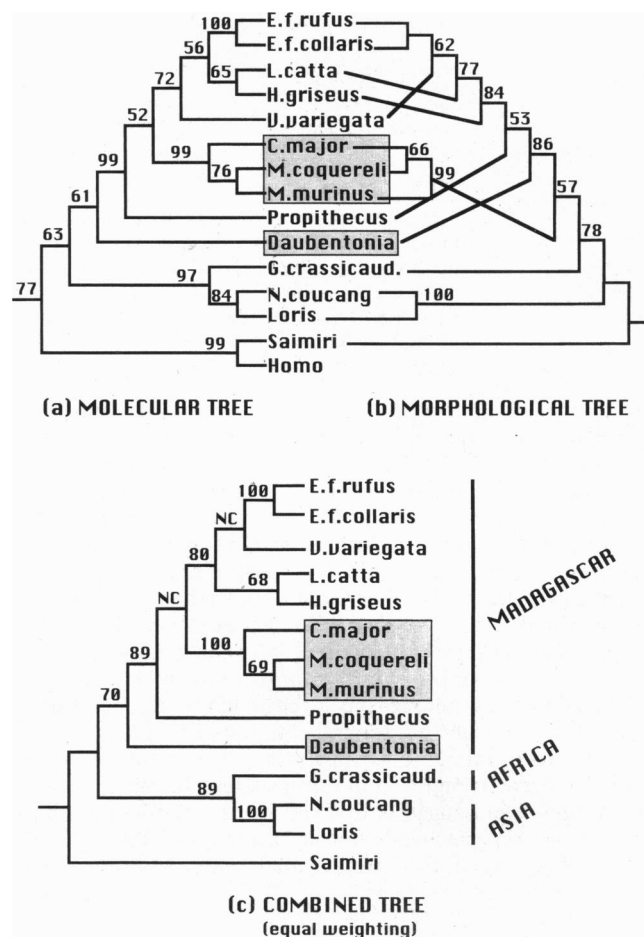 100
E.f.rufus
E.f.collaris
62
56
77
L.catta
65
H.griseus
84
72
V.variegata
53
52
C.major
66
86
99
M.coquereli
76
99
M.murinus
57
99
Propithecus
61
Daubentonia
78
63
G.crassicaud.
97
N.coucang
84
100
Loris
77
Saimiri
99
Homo
(a) MOLECULAR TREE
(b) MORPHOLOGICAL TREE
E.f.rufus
100
E.f.collaris
NC
V.variegata
80
L.catta
68
H.griseus
NC
C.major
100
M.coquereli
69
M.murinus
89
Propithecus
70
Daubentonia
MADAGASCAR
G.crassicaud.
AFRICA
89
N.coucang
100
Loris
ASIA
Saimiri
(c) COMBINED TREE
(equal weighting)